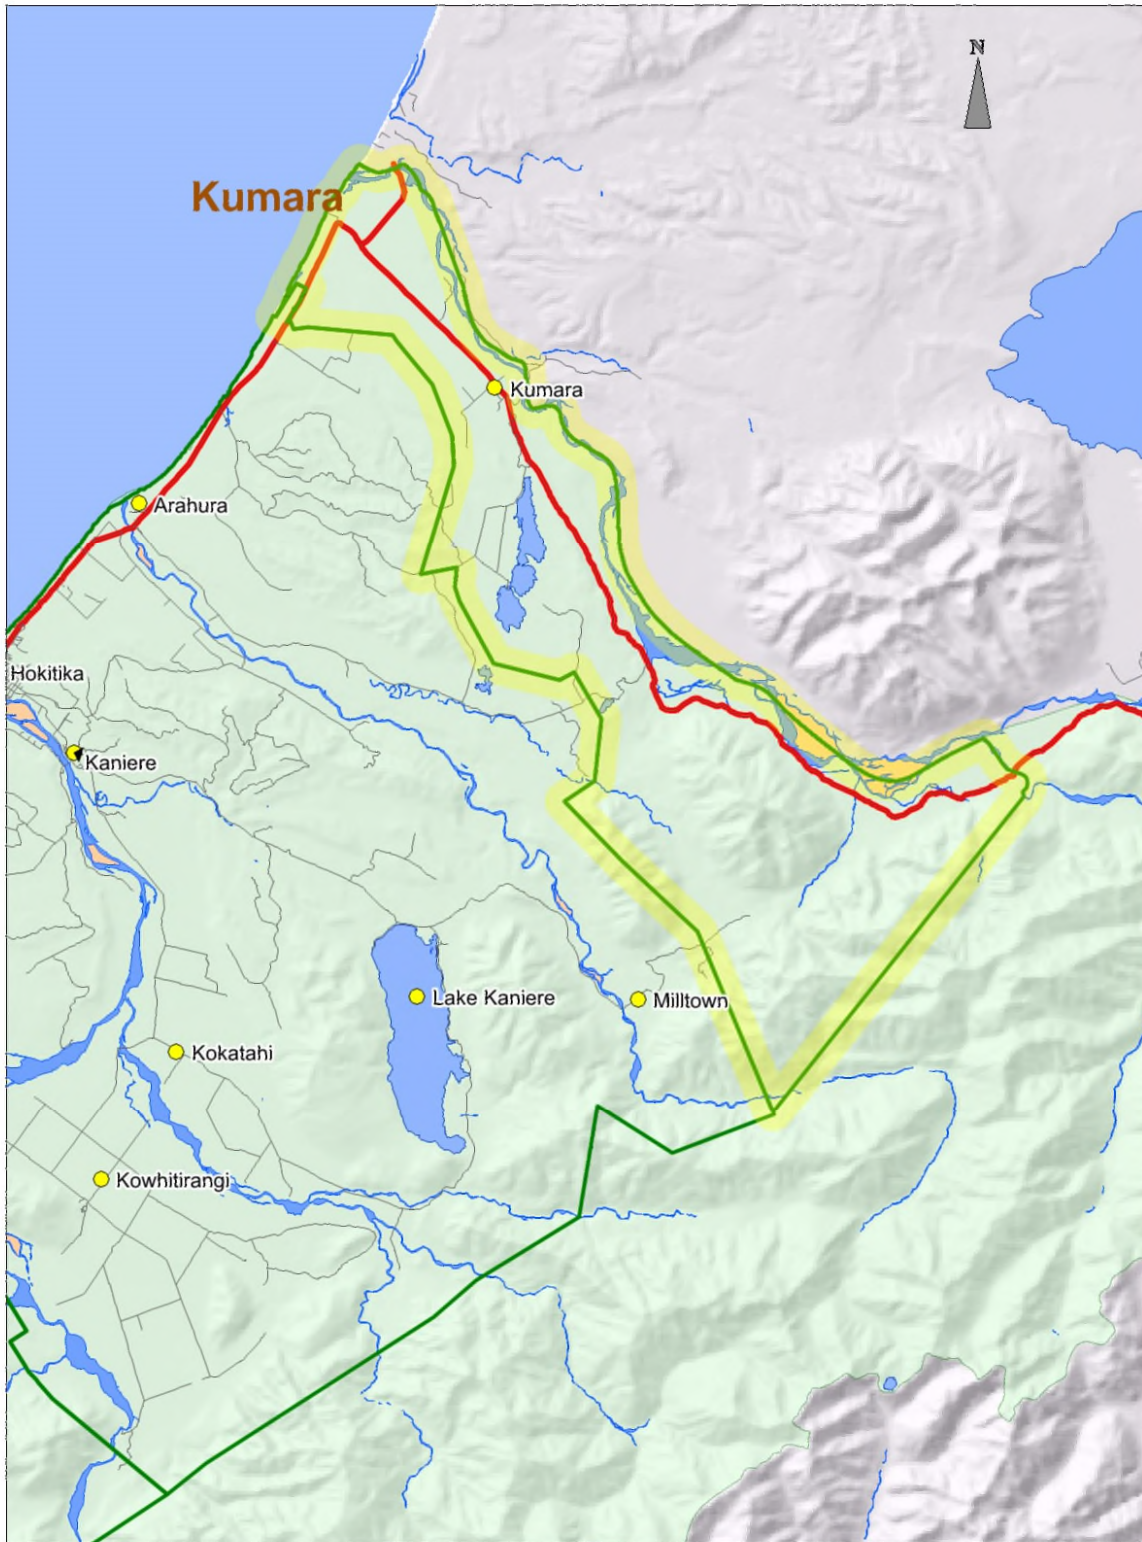 N
Kumara
Kumara
Arahura
Hokitika
Kaniere
Lake Kaniere
Milltown
Kokatahi
Kowhitirangi